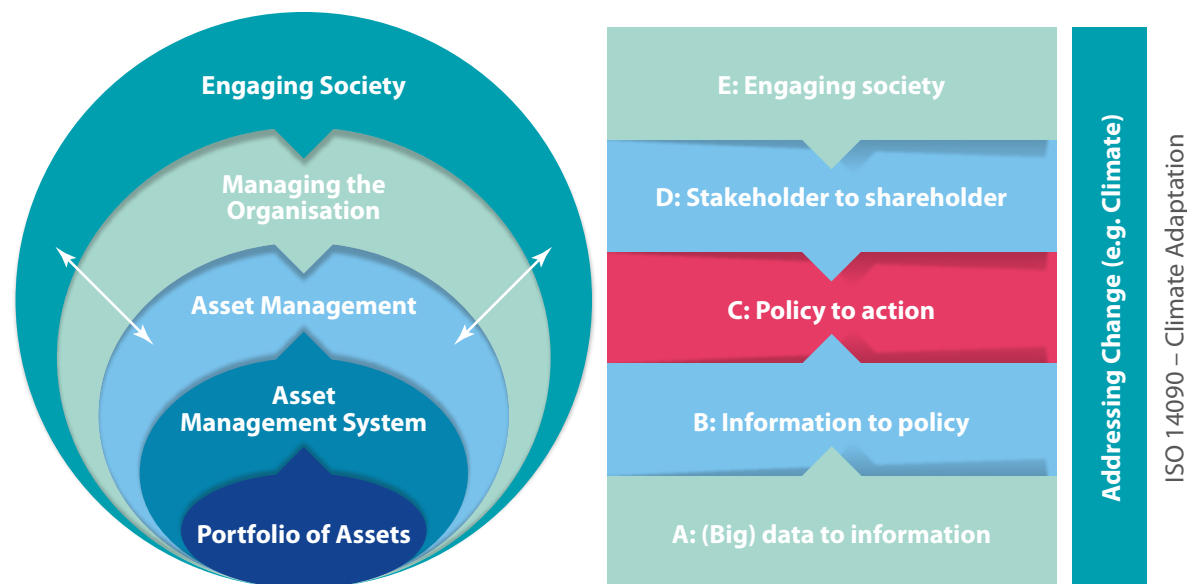 Engaging Society
Managing the
Organisation
Asset Management
Asset
Management System
Portfolio of Assets
E: Engaging society
D: Stakeholder to shareholder
C: Policy to action
B: Information to policy
A: (Big) data to information
Addressing Change (e.g. Climate)
ISO 14090 – Climate Adaptation